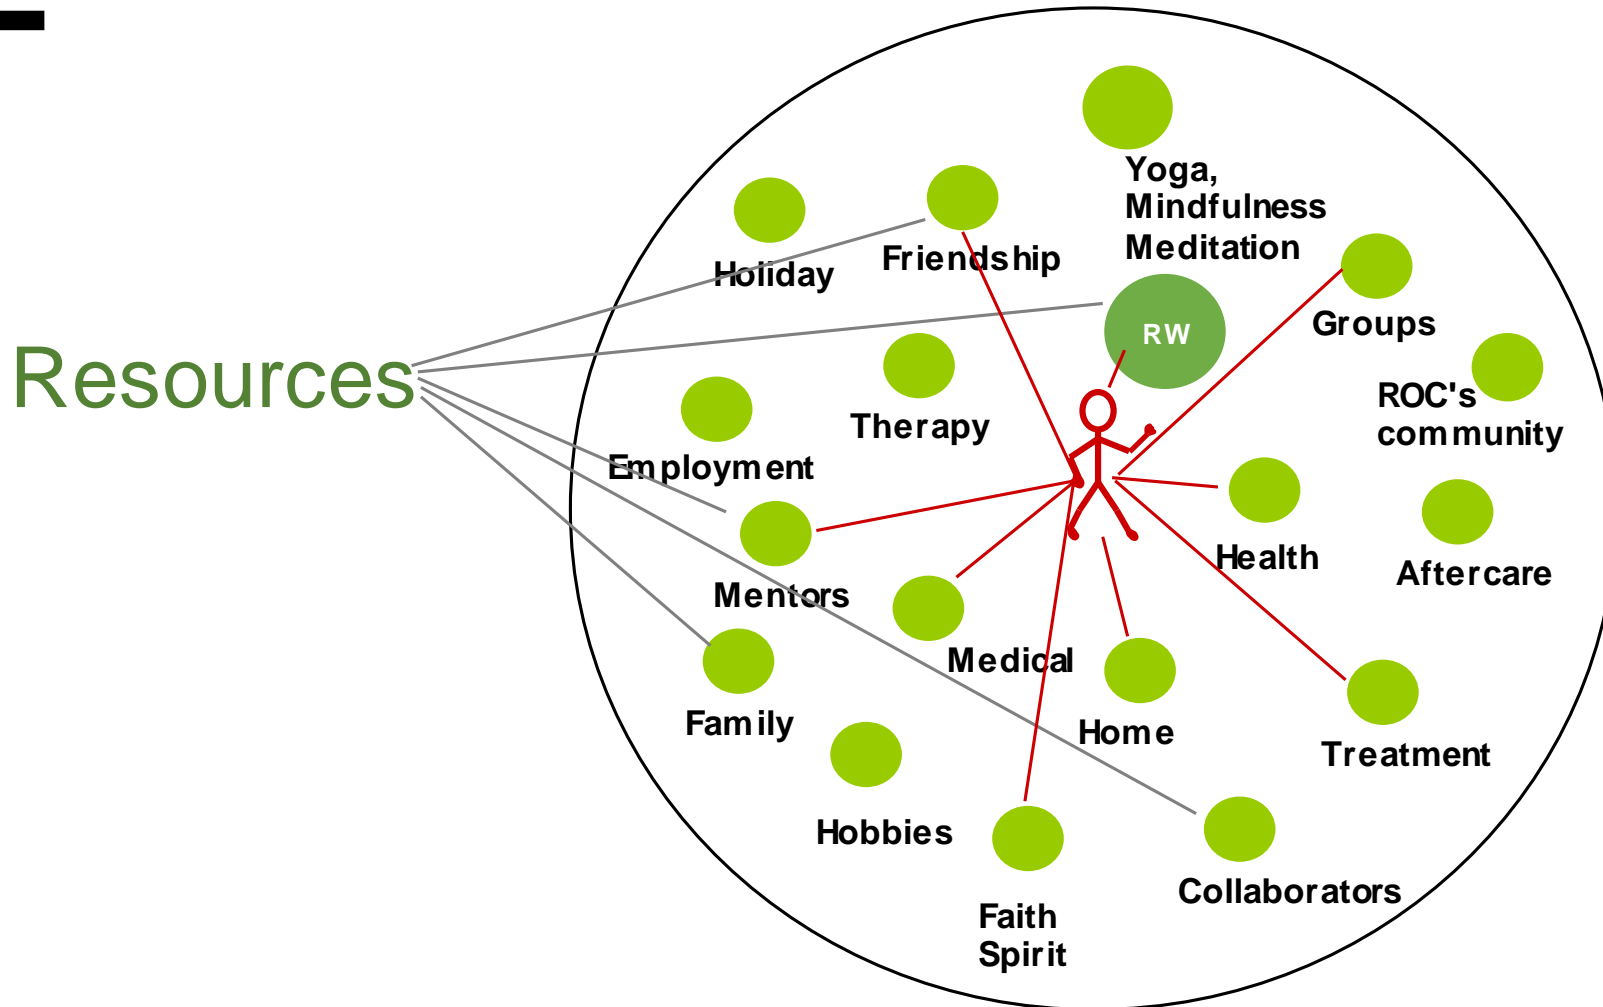 Resources
Yoga,
Mindfulness
Meditation
Holiday
Friendship
RW
Groups
Therapy
ROC's
community
Employment
Mentors
Health
Aftercare
Medical
Family
Home
Treatment
Hobbies
Collaborators
Faith
Spirit